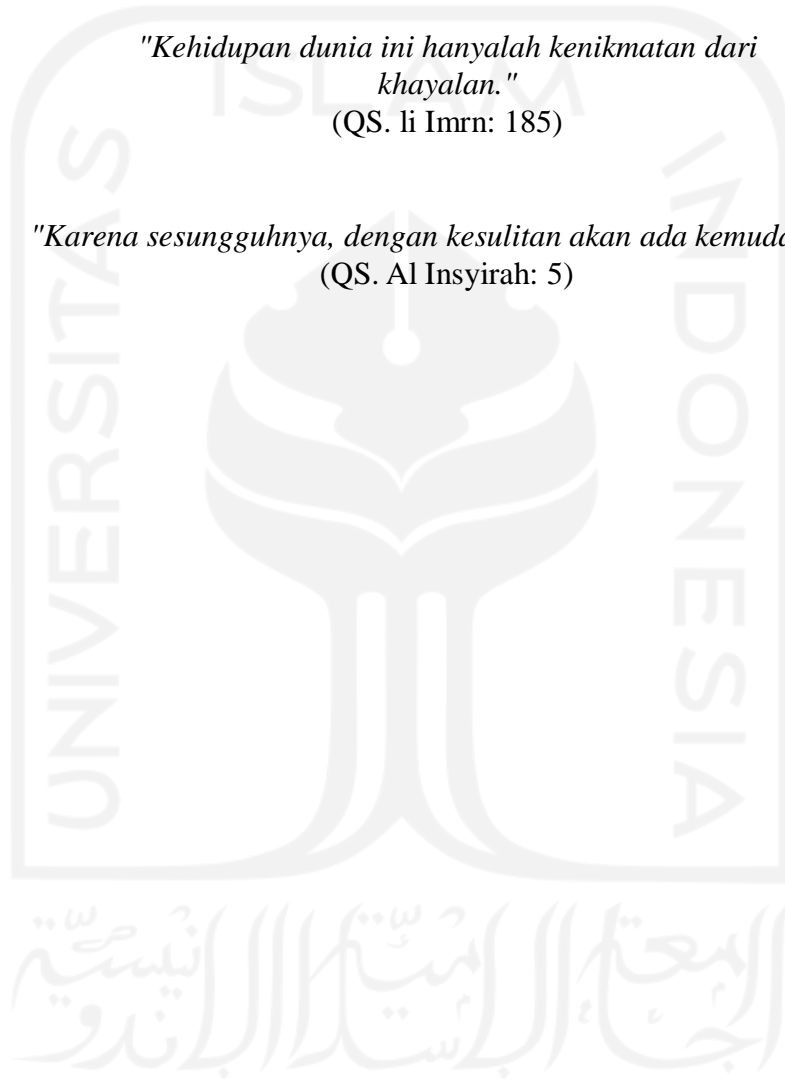 ISLAM
"Kehidupan dunia ini hanyalah kenikmatan dari
khayalan."
(QS. li Imrn: 185)
"Karena sesungguhnya, dengan kesulitan akan ada
(QS. Al Insyirah: 5)
UNIVERSITAS
INDONESIA